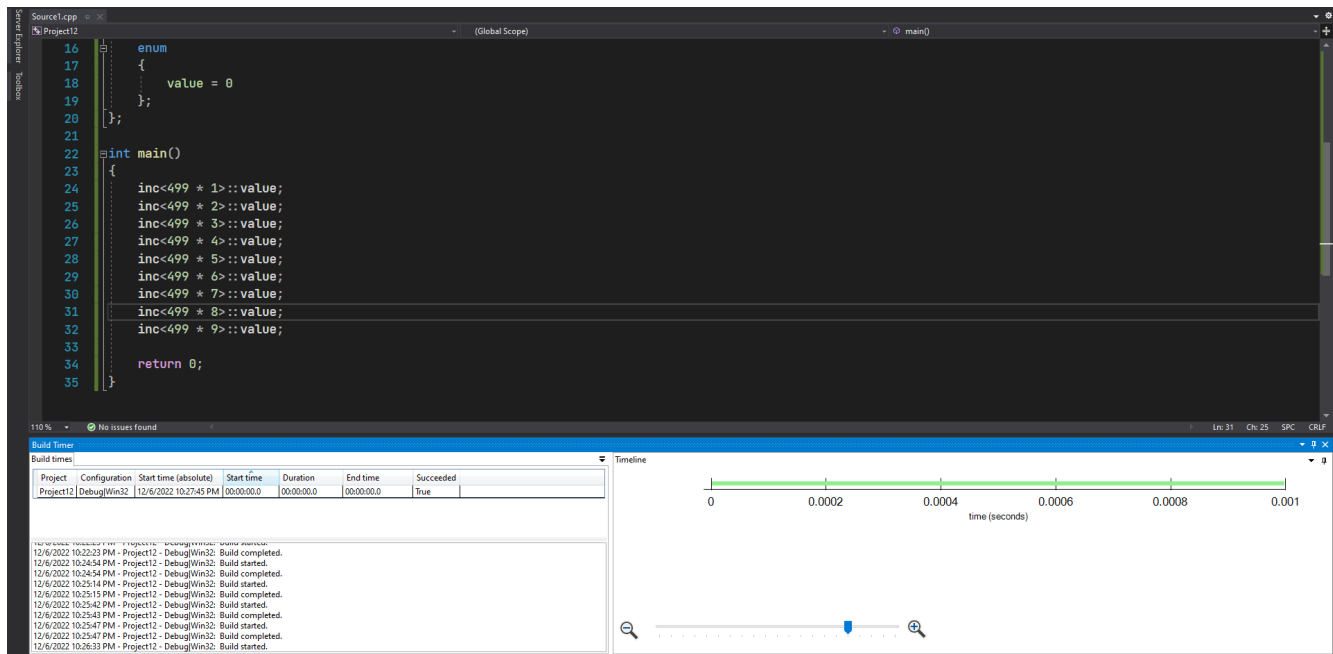 Server Explorer
Toolbox
Source1.cpp
Project12 (Global Scope) main()
16 enum
17 {
18 value = 0
19 };
20 };
21
22 int main()
23 {
24 inc<499 * 1>::value;
25 inc<499 * 2>::value;
26 inc<499 * 3>::value;
27 inc<499 * 4>::value;
28 inc<499 * 5>::value;
29 inc<499 * 6>::value;
30 inc<499 * 7>::value;
31 inc<499 * 8>::value;
32 inc<499 * 9>::value;
33
34 return 0;
35 }
110 % No issues found Ln: 31 Ch: 25 SPC CRLF
Build Timer
Build times
Project Configuration Start time (absolute) Start time Duration End time Succeeded
Project12 Debug|Win32 12/6/2022 10:27:45 PM 00:00:00.0 00:00:00.0 00:00:00.0 True
12/6/2022 10:22:23 PM - Project12 - Debug|Win32: Build started.
12/6/2022 10:22:23 PM - Project12 - Debug|Win32: Build completed.
12/6/2022 10:24:54 PM - Project12 - Debug|Win32: Build started.
12/6/2022 10:24:54 PM - Project12 - Debug|Win32: Build completed.
12/6/2022 10:25:14 PM - Project12 - Debug|Win32: Build started.
12/6/2022 10:25:15 PM - Project12 - Debug|Win32: Build completed.
12/6/2022 10:25:42 PM - Project12 - Debug|Win32: Build started.
12/6/2022 10:25:43 PM - Project12 - Debug|Win32: Build completed.
12/6/2022 10:25:47 PM - Project12 - Debug|Win32: Build started.
12/6/2022 10:25:47 PM - Project12 - Debug|Win32: Build completed.
12/6/2022 10:26:33 PM - Project12 - Debug|Win32: Build started.
Timeline
0 0.0002 0.0004 0.0006 0.0008 0.001
time (seconds)